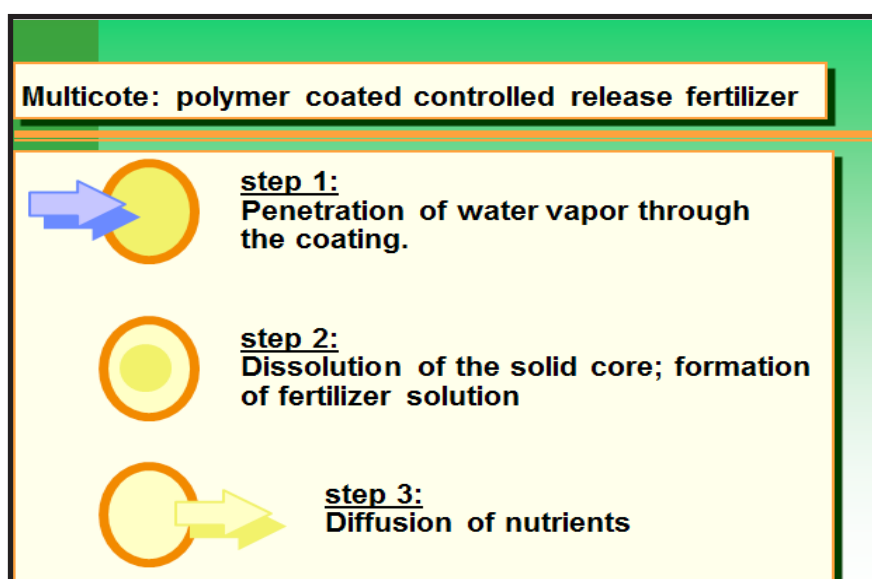 Multicote: polymer coated controlled release fertilizer
step 1:
Penetration of water vapor through
the coating.
step 2:
Dissolution of the solid core; formation
of fertilizer solution
step 3:
Diffusion of nutrients